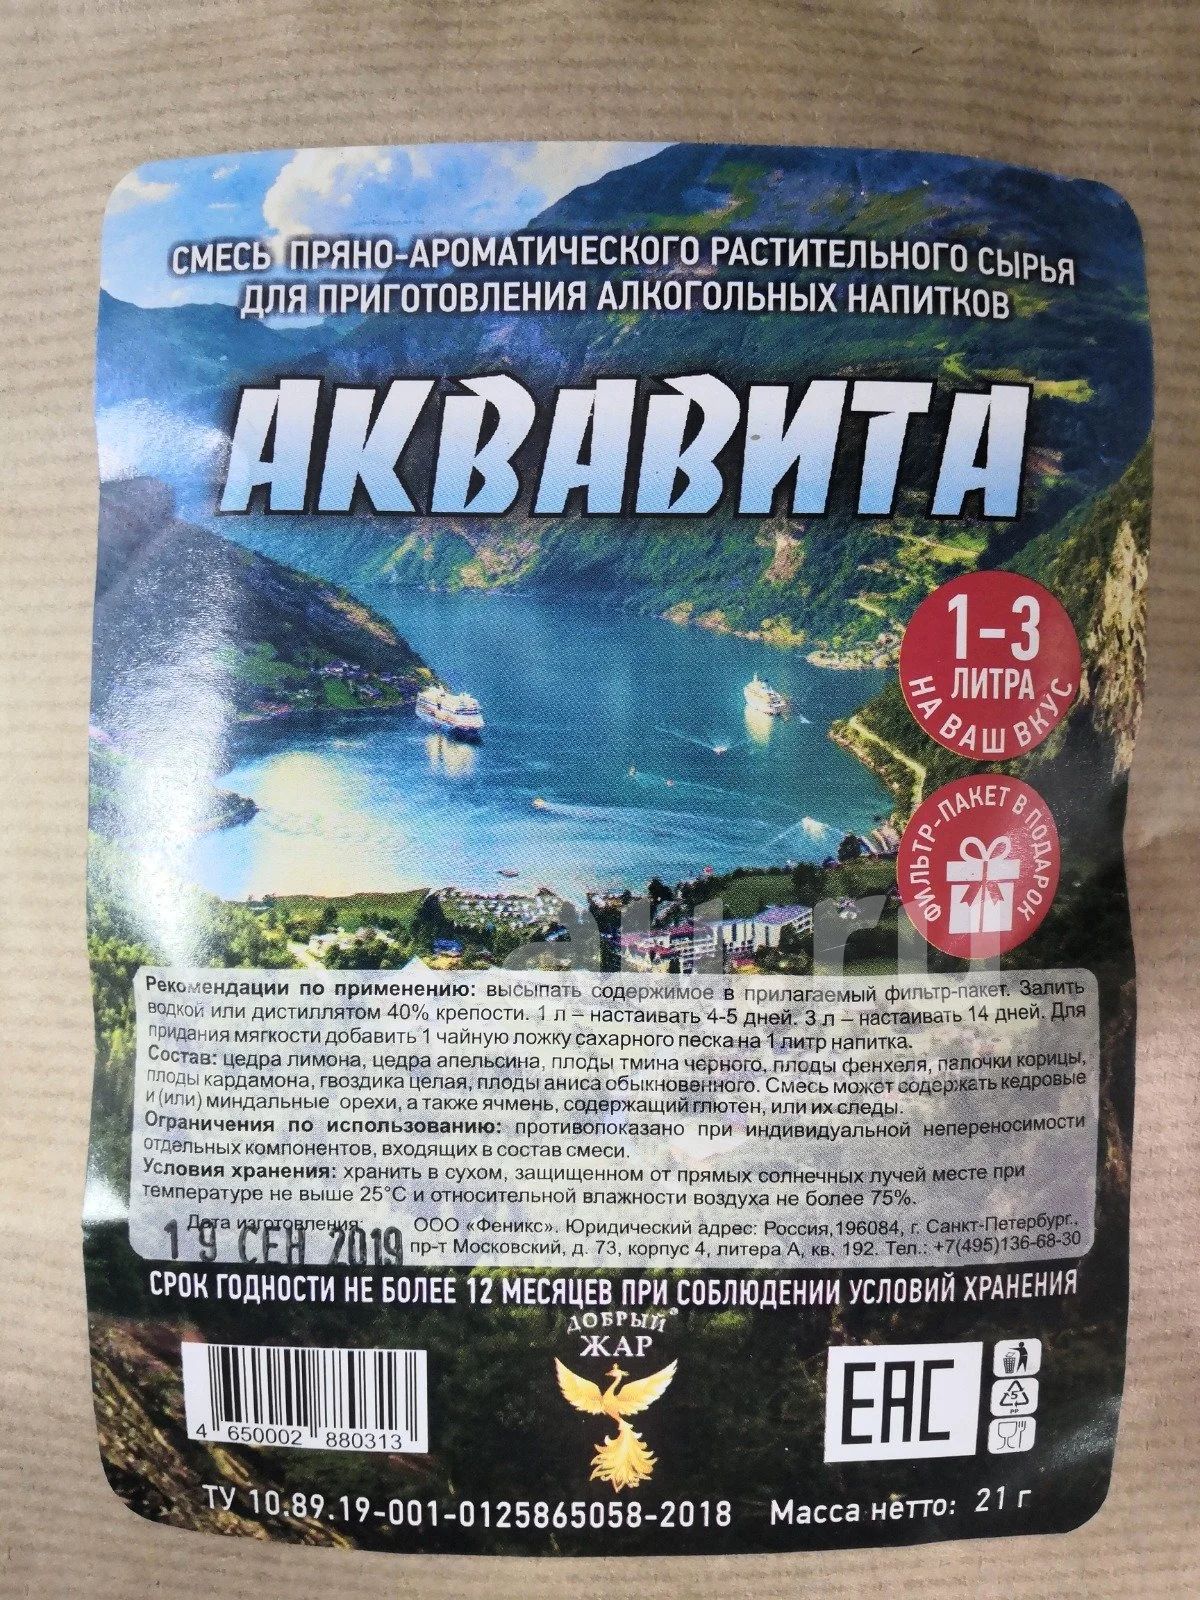 СМЕСЬ ПРЯНО-АРОМАТИЧЕСКОГО РАСТИТЕЛЬНОГО СЫРЬЯ
ДЛЯ ПРИГОТОВЛЕНИЯ АЛКОГОЛЬНЫХ НАПИТКОВ
АКВАВИТА
1-3
ЛИТРА
НА ВАШ ВКУС
ФИЛЬТР-ПАКЕТ В ПОДАРОК
au.ru
Рекомендации по применению: высыпать содержимое в прилагаемый фильтр-пакет. Залить
водкой или дистиллятом 40% крепости. 1 л – настаивать 4-5 дней. 3 л – настаивать 14 дней. Для
придания мягкости добавить 1 чайную ложку сахарного песка на 1 литр напитка.
Состав: цедра лимона, цедра апельсина, плоды тмина черного, плоды фенхеля, палочки корицы,
плоды кардамона, гвоздика целая, плоды аниса обыкновенного. Смесь может содержать кедровые
и (или) миндальные орехи, а также ячмень, содержащий глютен, или их следы.
Ограничения по использованию: противопоказано при индивидуальной непереносимости
отдельных компонентов, входящих в состав смеси.
Условия хранения: хранить в сухом, защищенном от прямых солнечных лучей месте при
температуре не выше 25°С и относительной влажности воздуха не более 75%.
Дата изготовления:
19 СЕН 2019
ООО «Феникс». Юридический адрес: Россия,196084, г. Санкт-Петербург,
пр-т Московский, д. 73, корпус 4, литера А, кв. 192. Тел.: +7(495)136-68-30
СРОК ГОДНОСТИ НЕ БОЛЕЕ 12 МЕСЯЦЕВ ПРИ СОБЛЮДЕНИИ УСЛОВИЙ ХРАНЕНИЯ
ДОБРЫЙ®
ЖАР
4 650002 880313
EAC
5
PP
ТУ 10.89.19-001-0125865058-2018
Масса нетто: 21 г